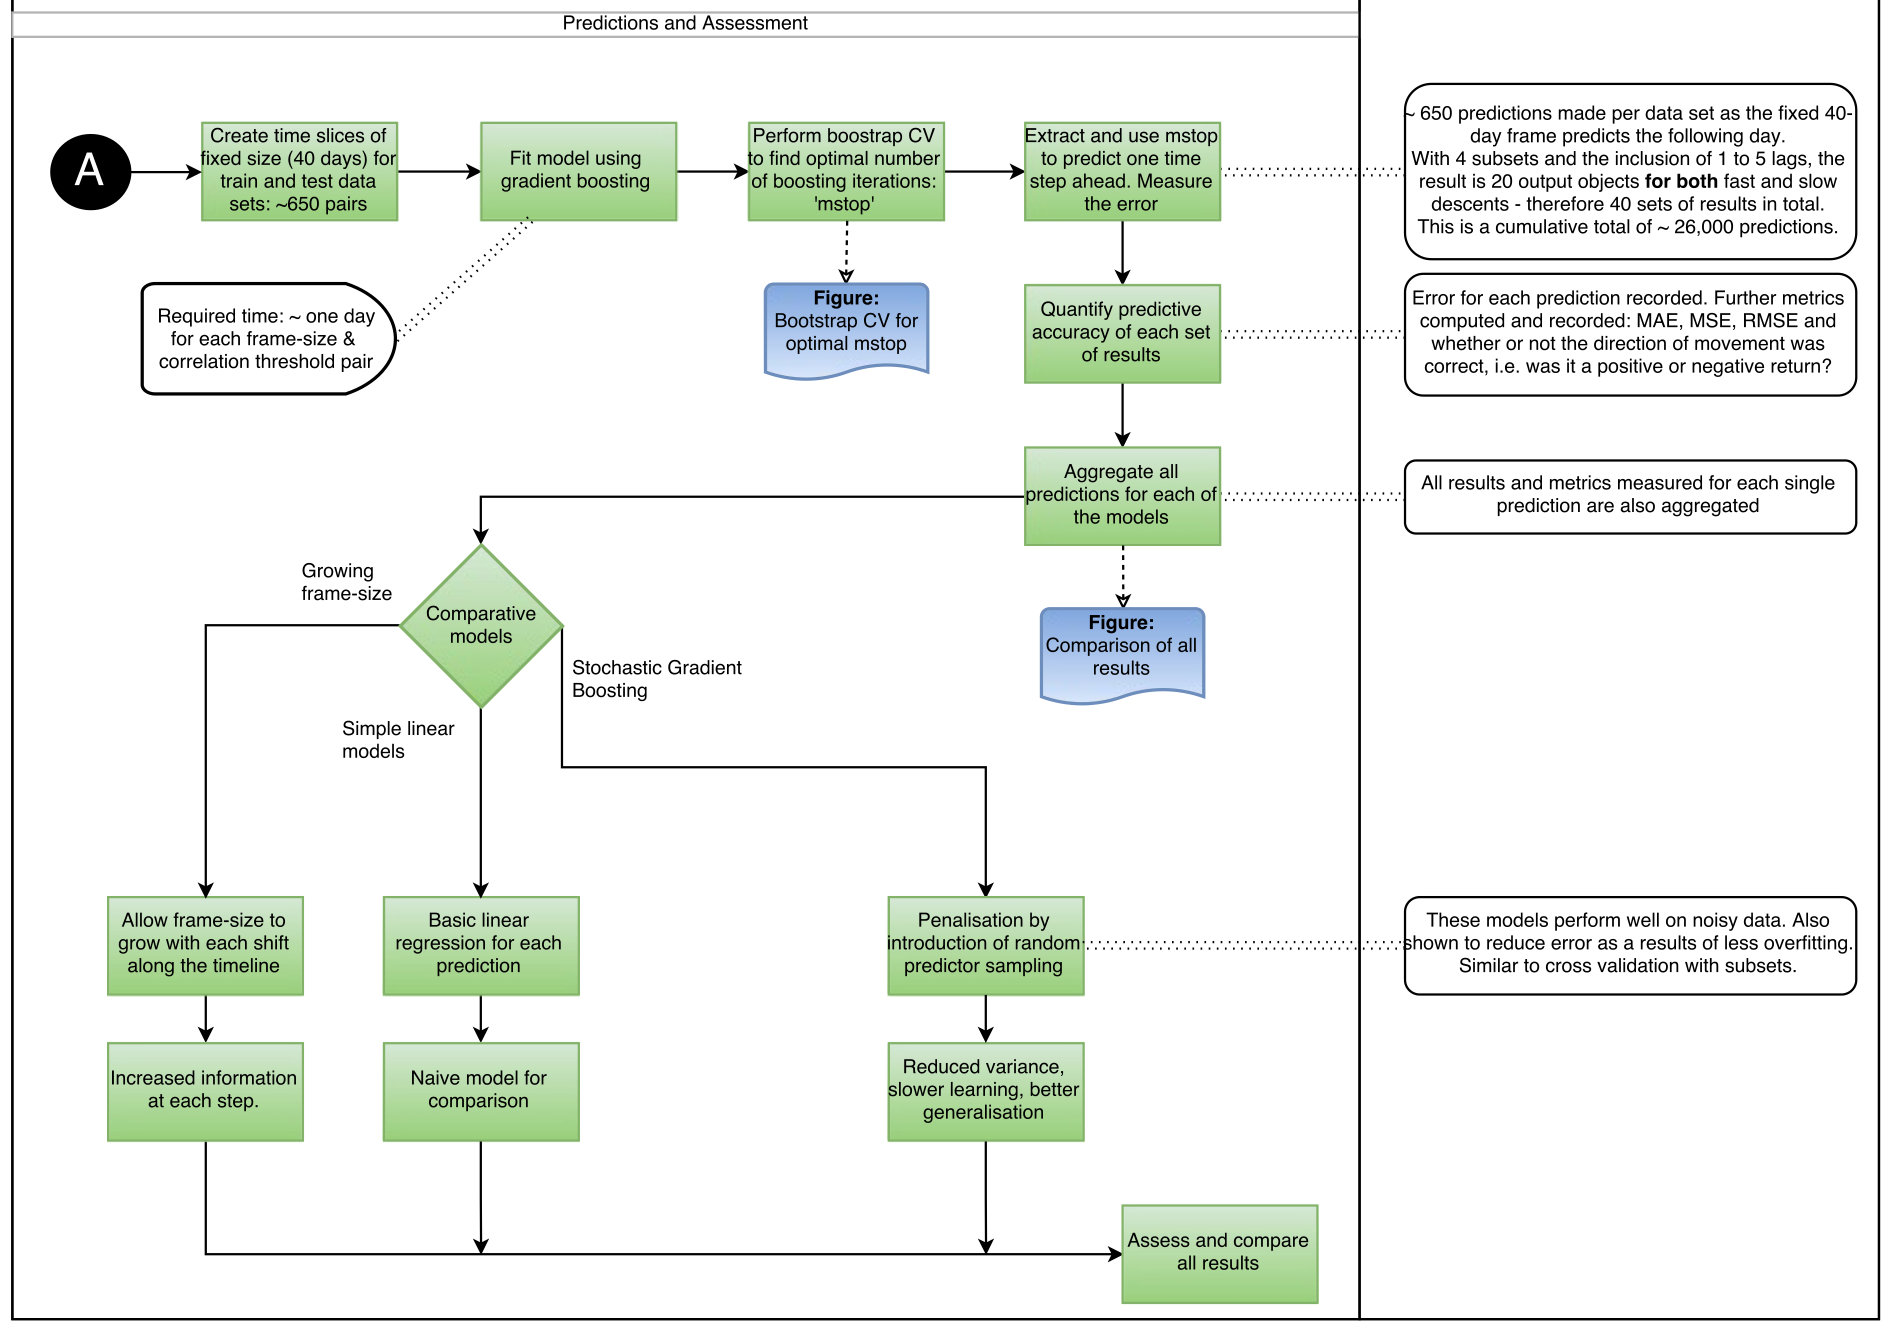 Predictions and Assessment
A
Create time slices of
fixed size (40 days) for
train and test data
sets: ~650 pairs
Fit model using
gradient boosting
Perform boostrap CV
to find optimal number
of boosting iterations:
'mstop'
Extract and use mstop
to predict one time
step ahead. Measure
the error
~ 650 predictions made per data set as the fixed 40-
day frame predicts the following day.
With 4 subsets and the inclusion of 1 to 5 lags, the
result is 20 output objects for both fast and slow
descents - therefore 40 sets of results in total.
This is a cumulative total of ~ 26,000 predictions.
Required time: ~ one day
for each frame-size &
correlation threshold pair
Figure:
Bootstrap CV for
optimal mstop
Quantify predictive
accuracy of each set
of results
Error for each prediction recorded. Further metrics
computed and recorded: MAE, MSE, RMSE and
whether or not the direction of movement was
correct, i.e. was it a positive or negative return?
Aggregate all
predictions for each of
the models
All results and metrics measured for each single
prediction are also aggregated
Growing
frame-size
Comparative
models
Figure:
Comparison of all
results
Stochastic Gradient
Boosting
Simple linear
models
Allow frame-size to
grow with each shift
along the timeline
Basic linear
regression for each
prediction
Penalisation by
introduction of random
predictor sampling
These models perform well on noisy data. Also
shown to reduce error as a results of less overfitting.
Similar to cross validation with subsets.
Increased information
at each step.
Naive model for
comparison
Reduced variance,
slower learning, better
generalisation
Assess and compare
all results